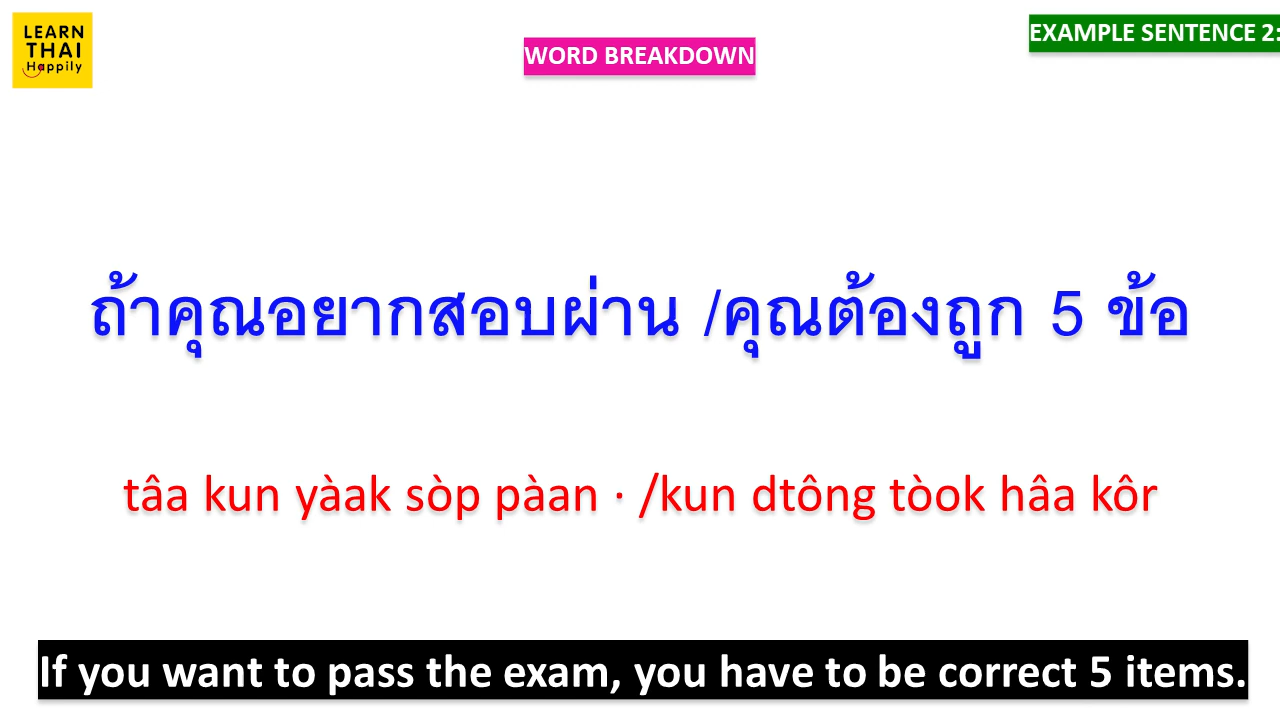 LEARN
THAI
Happily
WORD BREAKDOWN
EXAMPLE SENTENCE 2:
ถ้าคุณอยากสอบผ่าน /คุณต้องถูก 5 ข้อ
tâa kun yàak sòp pàan · /kun dtông tòok hâa kôr
If you want to pass the exam, you have to be correct 5 items.